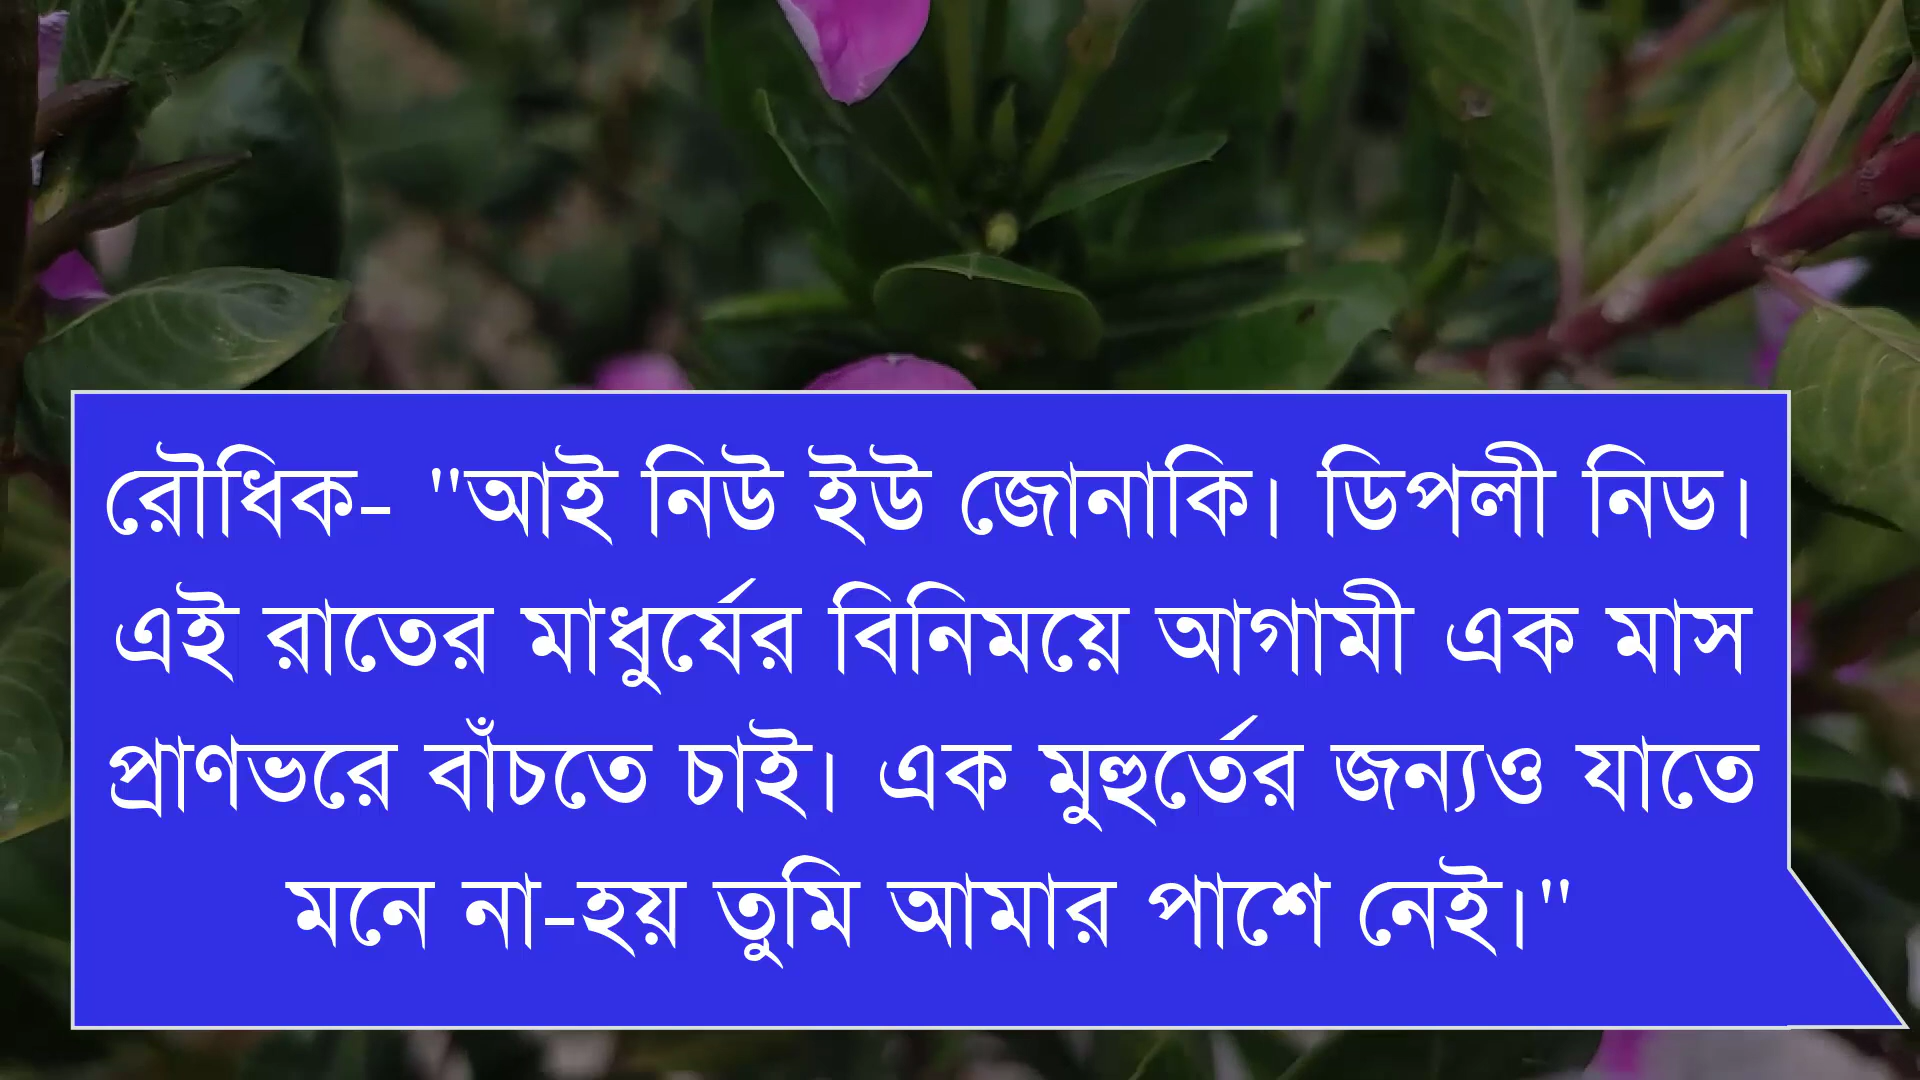 রৌধিক- "আই নিউ ইউ জোনাকি। ডিপলী নিড।
এই রাতের মাধুর্যের বিনিময়ে আগামী এক মাস
প্রাণভরে বাঁচতে চাই। এক মুহুর্তের জন্যও যাতে
মনে না-হয় তুমি আমার পাশে নেই।"